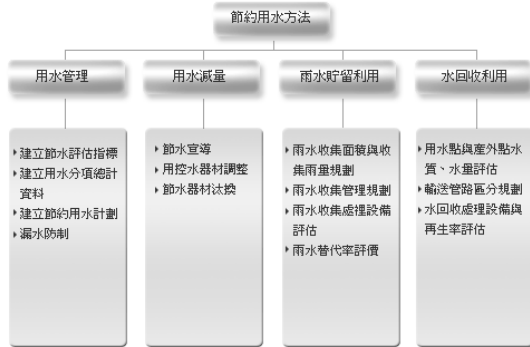 節約用水方法
用水管理
用水減量
雨水貯留利用
水回收利用
建立節水評估指標
建立用水分項總計
資料
建立節約用水計劃
漏水防制
節水宣導
用控水器材調整
節水器材汰換
雨水收集面積與收
集雨量規劃
雨水收集管理規劃
雨水收集處裡設備
評估
雨水替代率評價
用水點與產外點水
質、水量評估
輸送管路區分規劃
水回收處理設備與
再生率評估